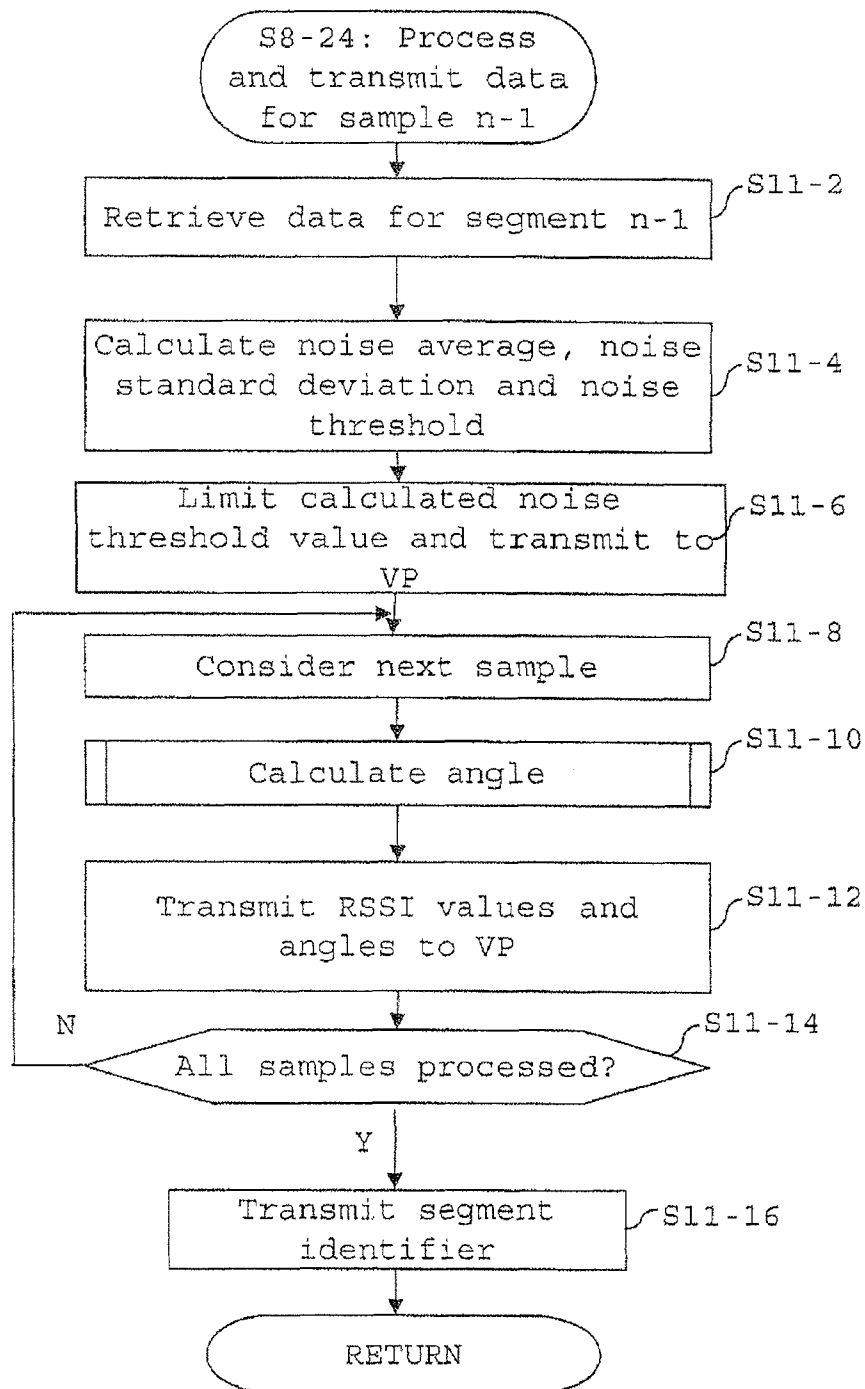 S8-24: Process
and transmit data
for sample n-1
S11-2
Retrieve data for segment n-1
Calculate noise average, noise
standard deviation and noise
threshold
S11-4
Limit calculated noise
threshold value and transmit to
VP
S11-6
S11-8
Consider next sample
S11-10
Calculate angle
Transmit RSSI values and
angles to VP
S11-12
N
S11-14
All samples processed?
Y
Transmit segment
identifier
S11-16
RETURN